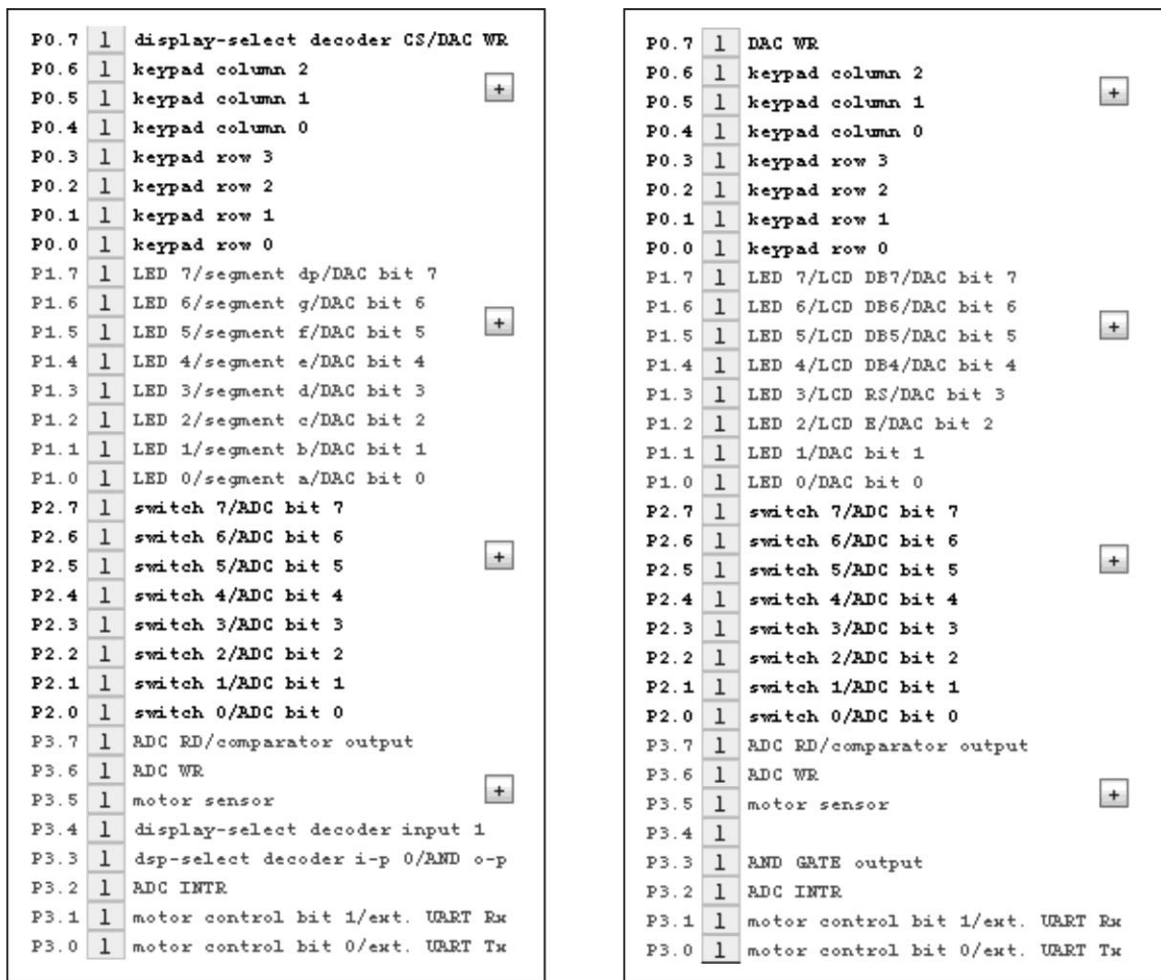 P0.7 1 display-select decoder CS/DAC WR
P0.6 1 keypad column 2
+
P0.5 1 keypad column 1
P0.4 1 keypad column 0
P0.3 1 keypad row 3
P0.2 1 keypad row 2
P0.1 1 keypad row 1
P0.0 1 keypad row 0
P1.7 1 LED 7/segment dp/DAC bit 7
P1.6 1 LED 6/segment g/DAC bit 6
+
P1.5 1 LED 5/segment f/DAC bit 5
P1.4 1 LED 4/segment e/DAC bit 4
P1.3 1 LED 3/segment d/DAC bit 3
P1.2 1 LED 2/segment c/DAC bit 2
P1.1 1 LED 1/segment b/DAC bit 1
P1.0 1 LED 0/segment a/DAC bit 0
P2.7 1 switch 7/ADC bit 7
P2.6 1 switch 6/ADC bit 6
+
P2.5 1 switch 5/ADC bit 5
P2.4 1 switch 4/ADC bit 4
P2.3 1 switch 3/ADC bit 3
P2.2 1 switch 2/ADC bit 2
P2.1 1 switch 1/ADC bit 1
P2.0 1 switch 0/ADC bit 0
P3.7 1 ADC RD/comparator output
P3.6 1 ADC WR
+
P3.5 1 motor sensor
P3.4 1 display-select decoder input 1
P3.3 1 dsp-select decoder i-p 0/AND o-p
P3.2 1 ADC INTR
P3.1 1 motor control bit 1/ext. UART Rx
P3.0 1 motor control bit 0/ext. UART Tx
P0.7 1 DAC WR
P0.6 1 keypad column 2
+
P0.5 1 keypad column 1
P0.4 1 keypad column 0
P0.3 1 keypad row 3
P0.2 1 keypad row 2
P0.1 1 keypad row 1
P0.0 1 keypad row 0
P1.7 1 LED 7/LCD DB7/DAC bit 7
P1.6 1 LED 6/LCD DB6/DAC bit 6
+
P1.5 1 LED 5/LCD DB5/DAC bit 5
P1.4 1 LED 4/LCD DB4/DAC bit 4
P1.3 1 LED 3/LCD RS/DAC bit 3
P1.2 1 LED 2/LCD E/DAC bit 2
P1.1 1 LED 1/DAC bit 1
P1.0 1 LED 0/DAC bit 0
P2.7 1 switch 7/ADC bit 7
P2.6 1 switch 6/ADC bit 6
+
P2.5 1 switch 5/ADC bit 5
P2.4 1 switch 4/ADC bit 4
P2.3 1 switch 3/ADC bit 3
P2.2 1 switch 2/ADC bit 2
P2.1 1 switch 1/ADC bit 1
P2.0 1 switch 0/ADC bit 0
P3.7 1 ADC RD/comparator output
P3.6 1 ADC WR
+
P3.5 1 motor sensor
P3.4 1
P3.3 1 AND GATE output
P3.2 1 ADC INTR
P3.1 1 motor control bit 1/ext. UART Rx
P3.0 1 motor control bit 0/ext. UART Tx